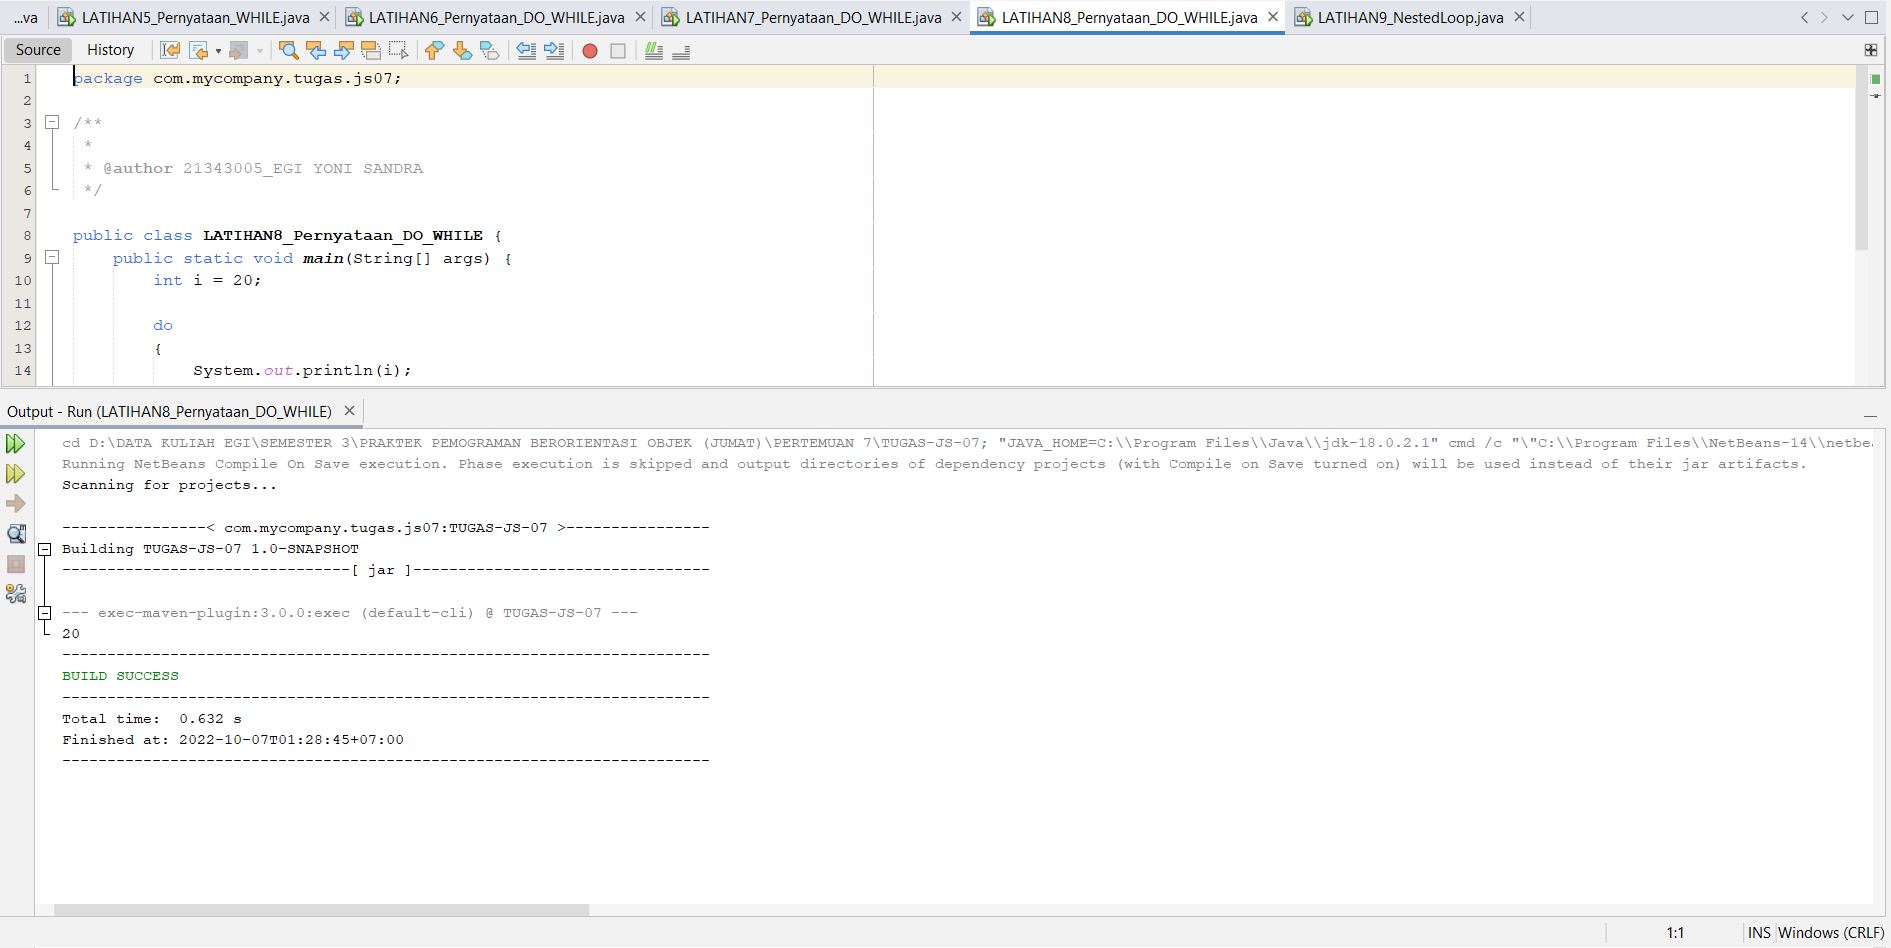 ...va LATIHAN5_Pernyataan_WHILE.java LATIHAN6_Pernyataan_DO_WHILE.java LATIHAN7_Pernyataan_DO_WHILE.java LATIHAN8_Pernyataan_DO_WHILE.java LATIHAN9_NestedLoop.java
Source History
1 package com.mycompany.tugas.js07;
2
3 /**
4 *
5 * @author 21343005_EGI YONI SANDRA
6 */
7
8 public class LATIHAN8_Pernyataan_DO_WHILE {
9 public static void main(String[] args) {
10 int i = 20;
11
12 do
13 {
14 System.out.println(i);
Output - Run (LATIHAN8_Pernyataan_DO_WHILE)
cd D:\DATA KULIAH EGI\SEMESTER 3\PRAKTEK PEMOGRAMAN BERORIENTASI OBJEK (JUMAT)\PERTEMUAN 7\TUGAS-JS-07; "JAVA_HOME=C:\\Program Files\\Java\\jdk-18.0.2.1" cmd /c "\"C:\\Program Files\\NetBeans-14\\netbea
Running NetBeans Compile On Save execution. Phase execution is skipped and output directories of dependency projects (with Compile on Save turned on) will be used instead of their jar artifacts.
Scanning for projects...
----------------< com.mycompany.tugas.js07:TUGAS-JS-07 >----------------
Building TUGAS-JS-07 1.0-SNAPSHOT
--------------------------------[ jar ]---------------------------------
--- exec-maven-plugin:3.0.0:exec (default-cli) @ TUGAS-JS-07 ---
20
------------------------------------------------------------------------
BUILD SUCCESS
------------------------------------------------------------------------
Total time:  0.632 s
Finished at: 2022-10-07T01:28:45+07:00
------------------------------------------------------------------------
1:1 INS Windows (CRLF)